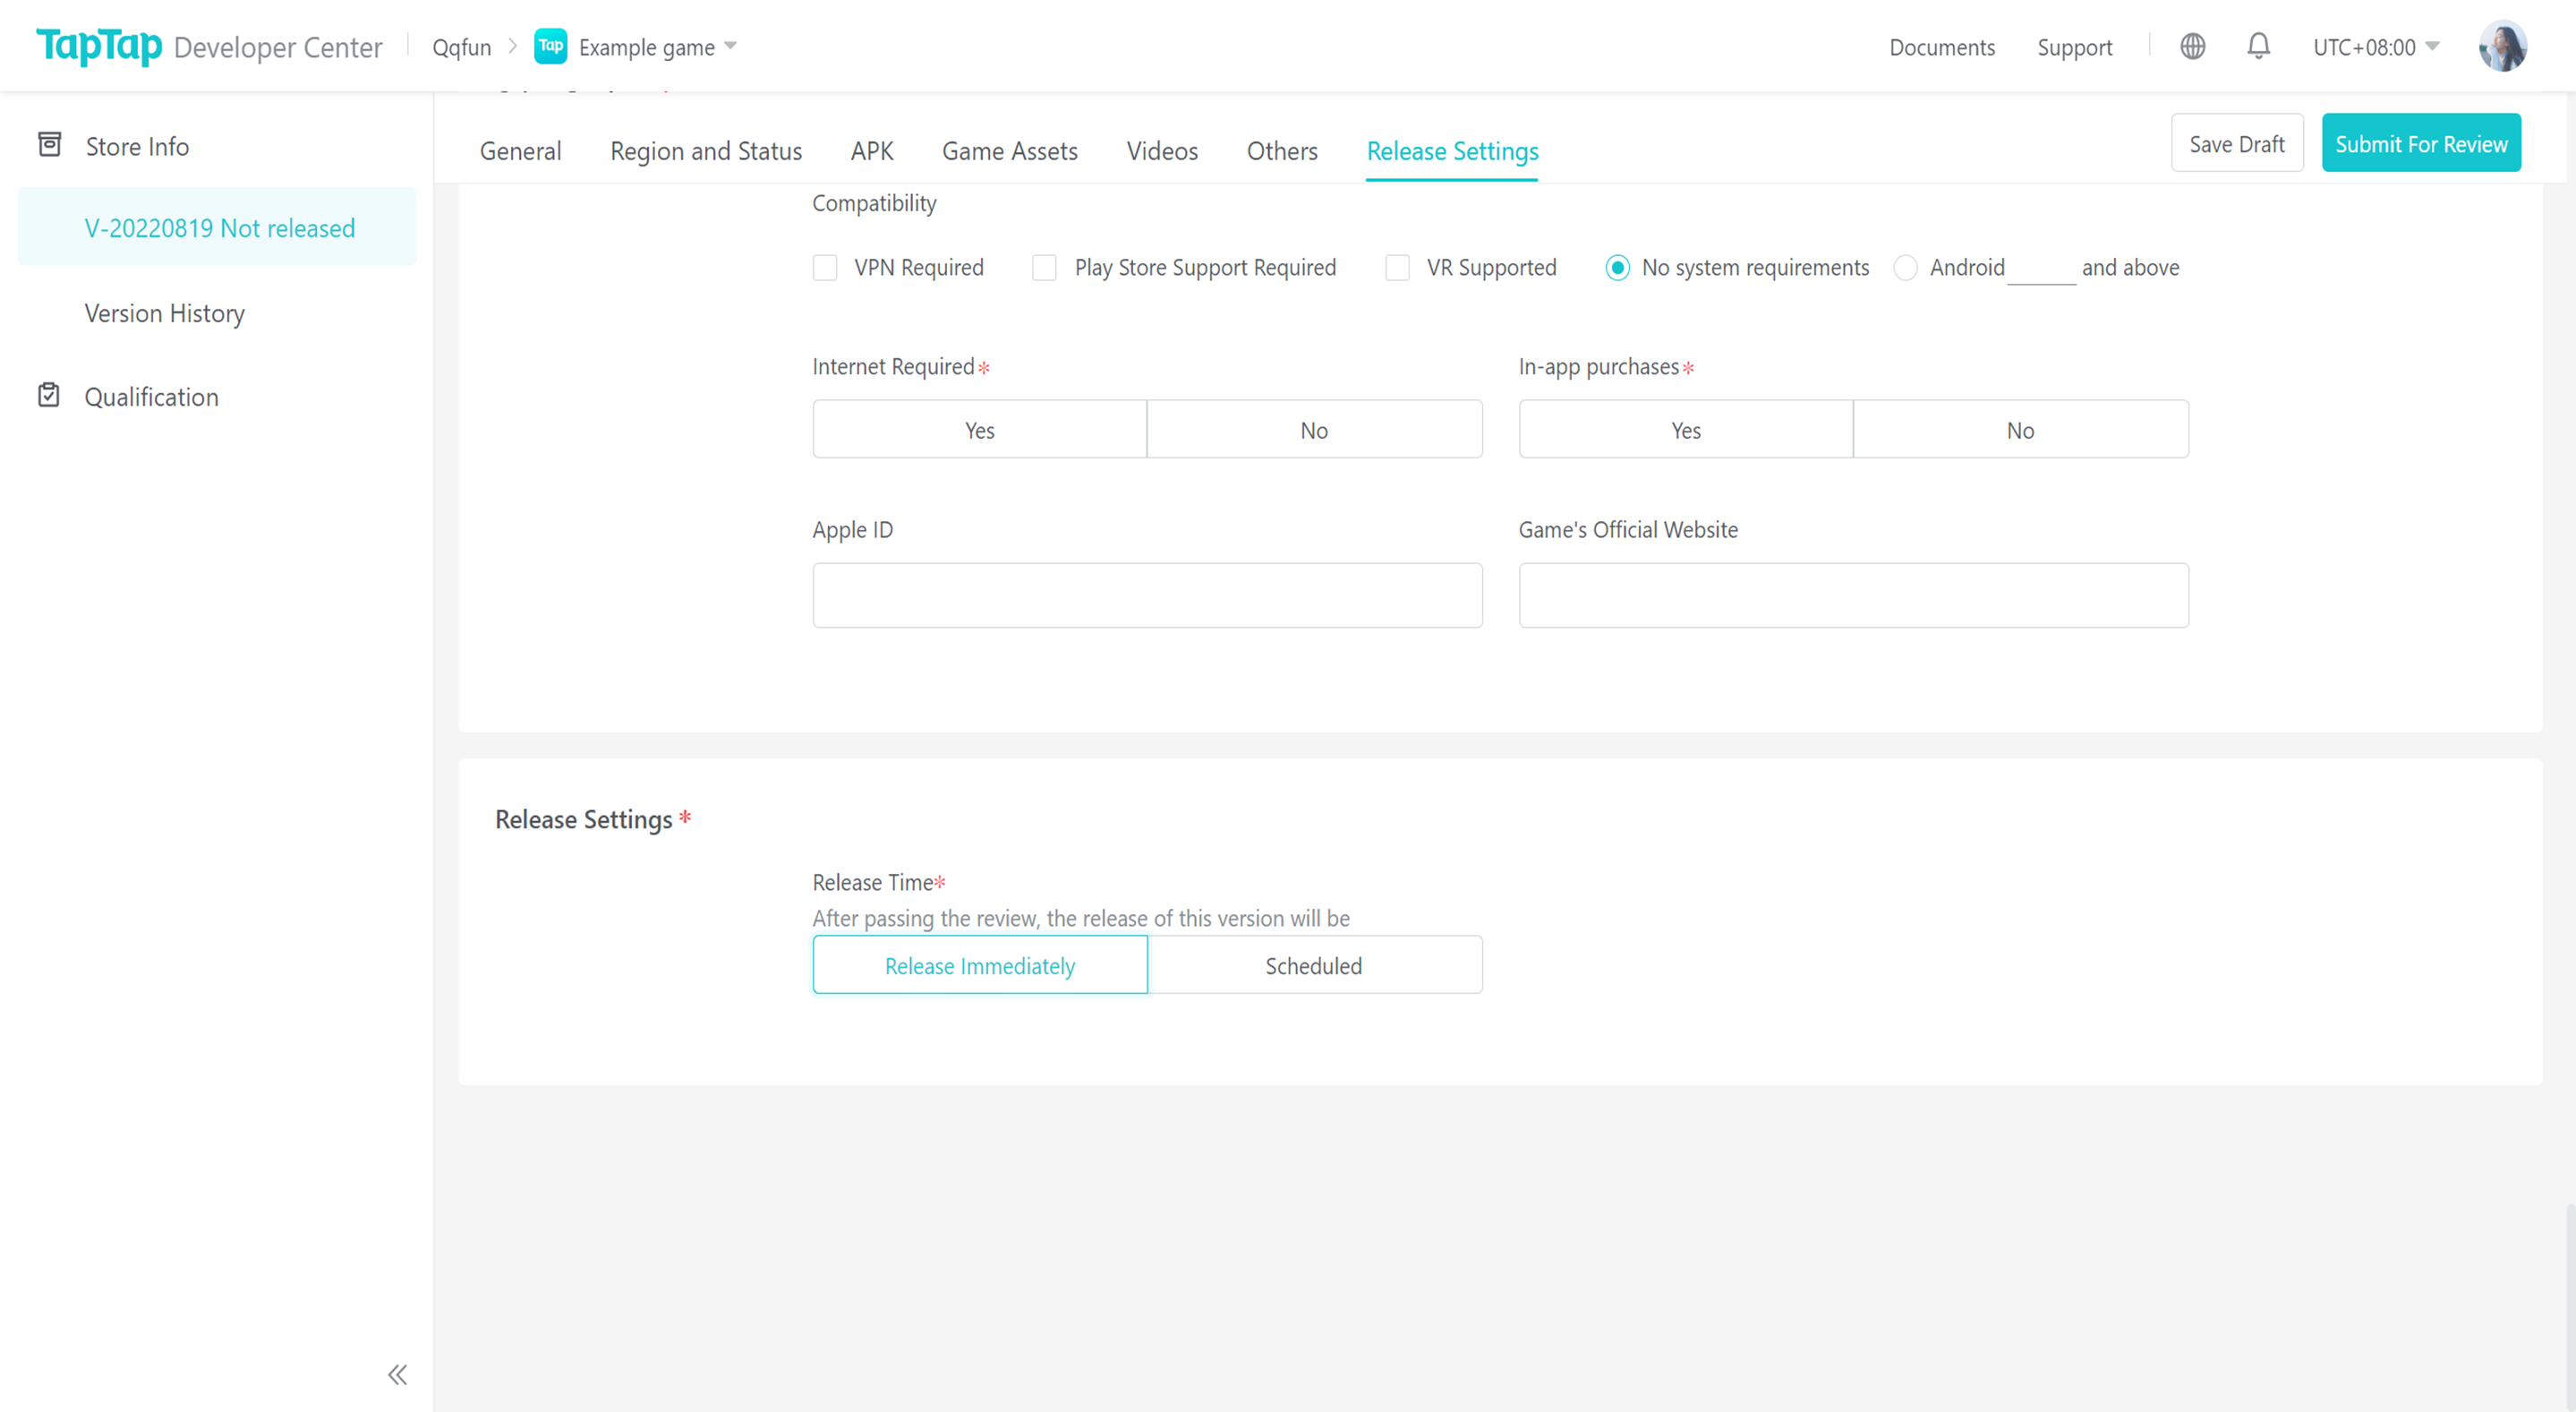 TapTap Developer Center Qqfun Tap Example game Documents Support UTC+08:00
Store Info
V-20220819 Not released
Version History
Qualification
General Region and Status APK Game Assets Videos Others Release Settings Save Draft Submit For Review
Compatibility
VPN Required Play Store Support Required VR Supported No system requirements Android and above
Internet Required* In-app purchases*
Yes No Yes No
Apple ID Game's Official Website
Release Settings *
Release Time*
After passing the review, the release of this version will be
Release Immediately Scheduled